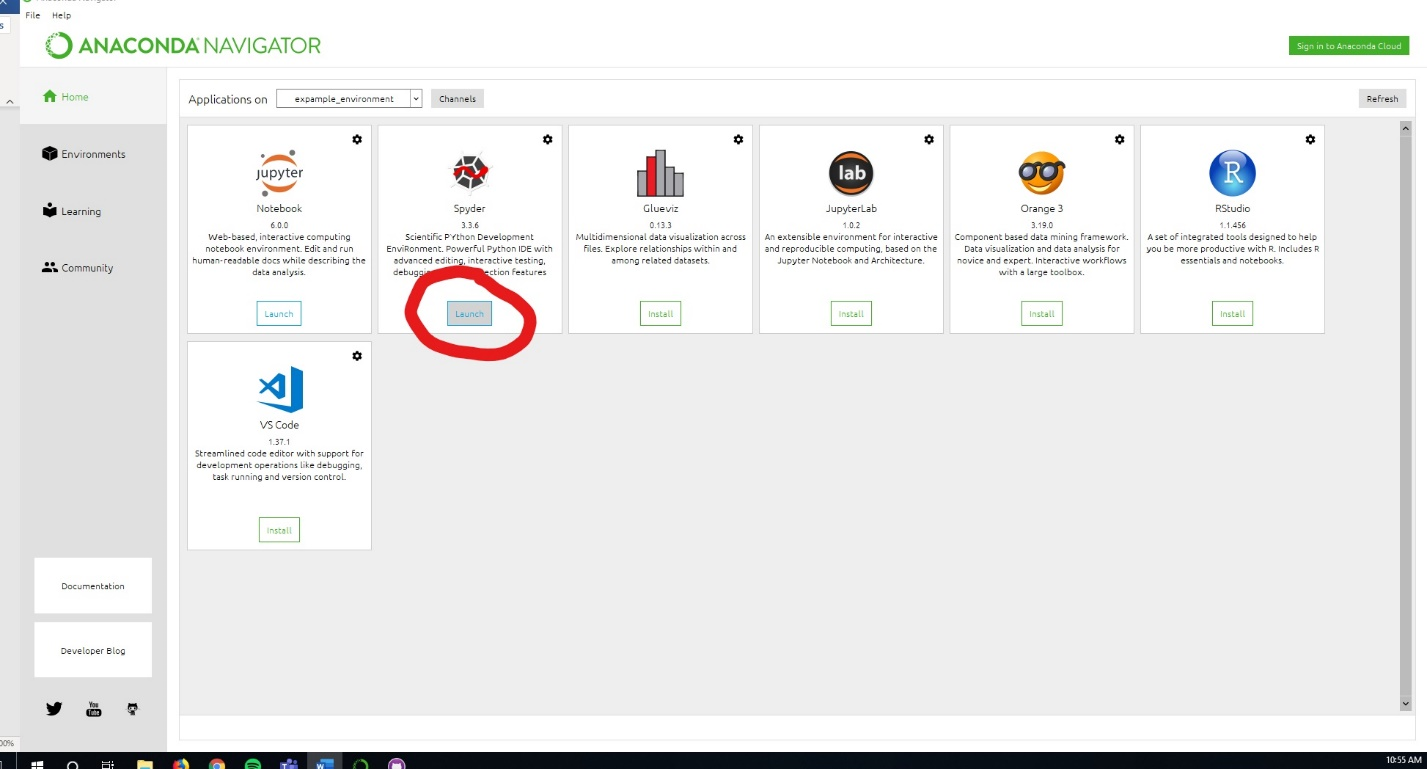 File Help
ANACONDA NAVIGATOR
Sign in to Anaconda Cloud
Home
Environments
Learning
Community
Documentation
Developer Blog
You
Tube
Applications on expample_environment Channels
Refresh
jupyter
Notebook
6.0.0
Web-based, interactive computing
notebook environment. Edit and run
human-readable docs while describing the
data analysis.
Launch
Spyder
3.3.6
Scientific PYthon Development
EnviRonment. Powerful Python IDE with
advanced editing, interactive testing,
features
Launch
Glueviz
0.13.3
Multidimensional data visualization across
files. Explore relationships within and
among related datasets.
Install
lab
JupyterLab
1.0.2
An extensible environment for interactive
and reproducible computing, based on the
Jupyter Notebook and Architecture.
Install
Orange 3
3.19.0
Component based data mining framework.
Data visualization and data analysis for
novice and expert. Interactive workflows
with a large toolbox.
Install
R
RStudio
1.1.456
A set of integrated tools designed to help
you be more productive with R. Includes R
essentials and notebooks.
Install
VS Code
1.37.1
Streamlined code editor with support for
development operations like debugging,
task running and version control.
Install
10:55 AM